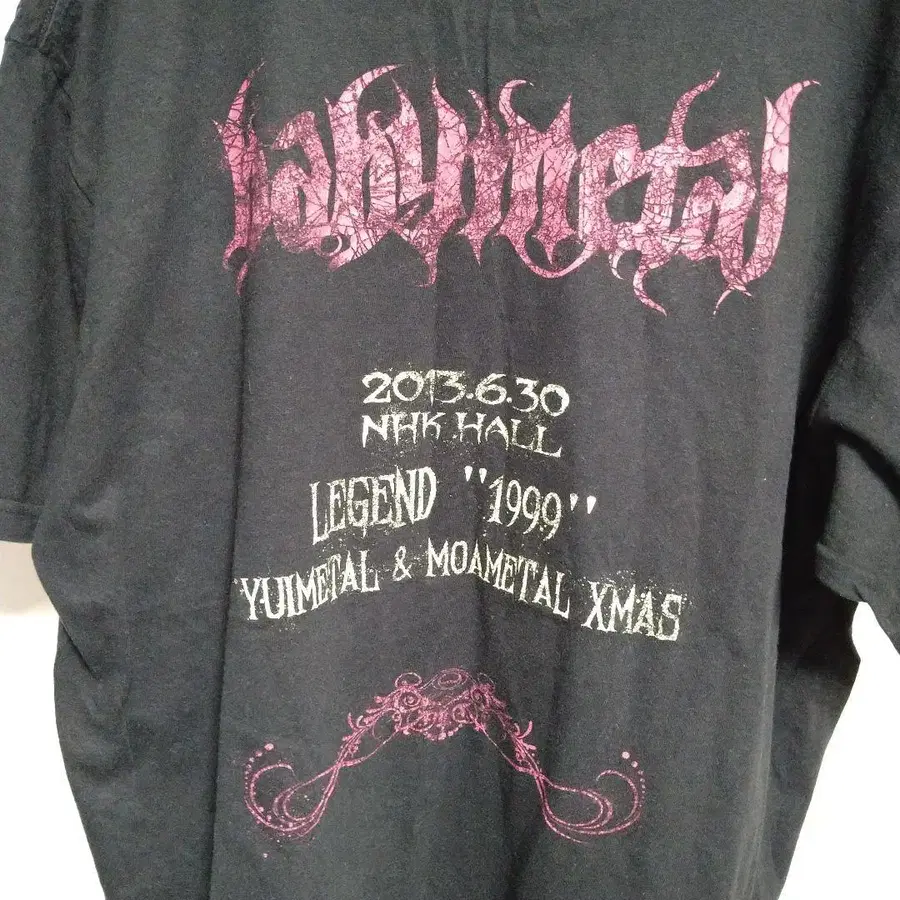 babymetal
2013.6.30
NHK HALL
LEGEND "1999"
YUIMETAL & MOAMETAL XMAS